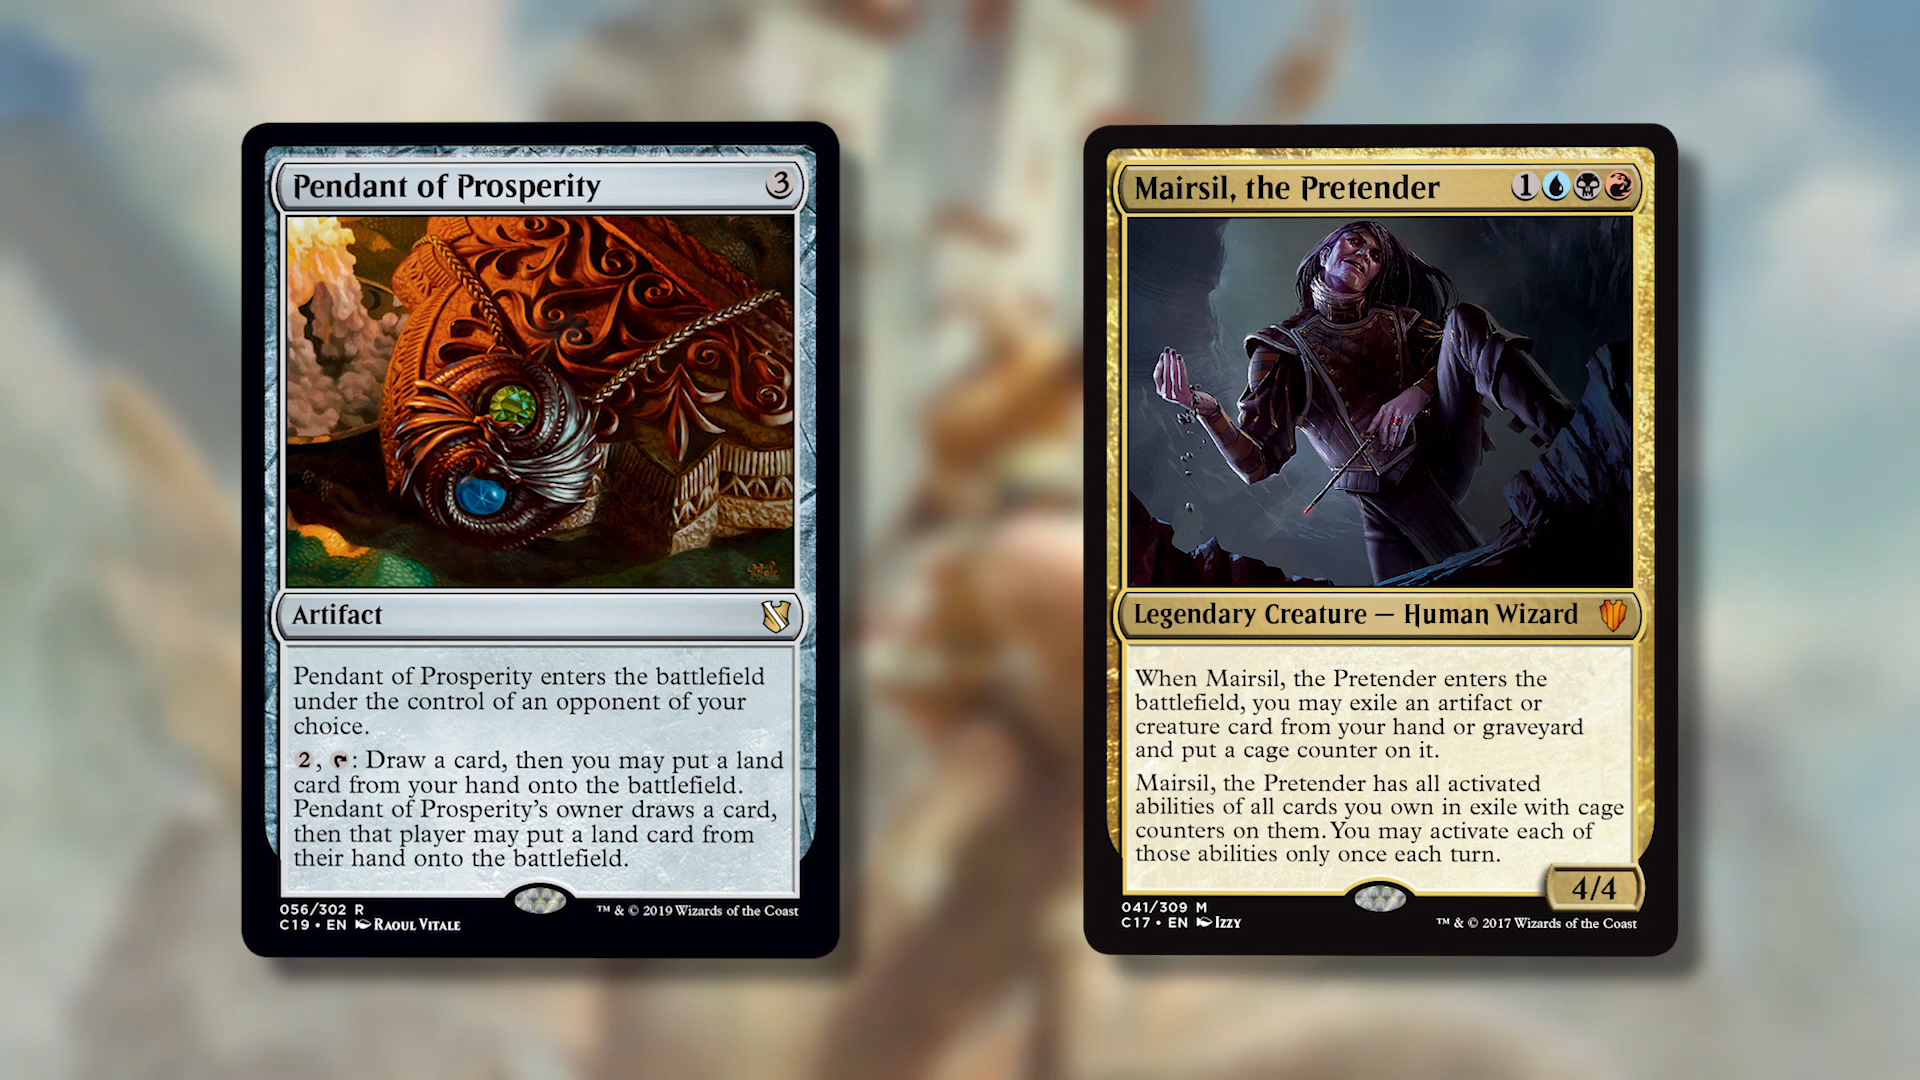 Pendant of Prosperity 3
Artifact
Pendant of Prosperity enters the battlefield
under the control of an opponent of your
choice.
2, : Draw a card, then you may put a land
card from your hand onto the battlefield.
Pendant of Prosperity's owner draws a card,
then that player may put a land card from
their hand onto the battlefield.
056/302 R
C19 • EN Raoul Vitale
™ & © 2019 Wizards of the Coast
Mairsil, the Pretender 1
Legendary Creature — Human Wizard
When Mairsil, the Pretender enters the
battlefield, you may exile an artifact or
creature card from your hand or graveyard
and put a cage counter on it.
Mairsil, the Pretender has all activated
abilities of all cards you own in exile with cage
counters on them. You may activate each of
those abilities only once each turn.
4/4
041/309 M
C17 • EN Izzy
™ & © 2017 Wizards of the Coast